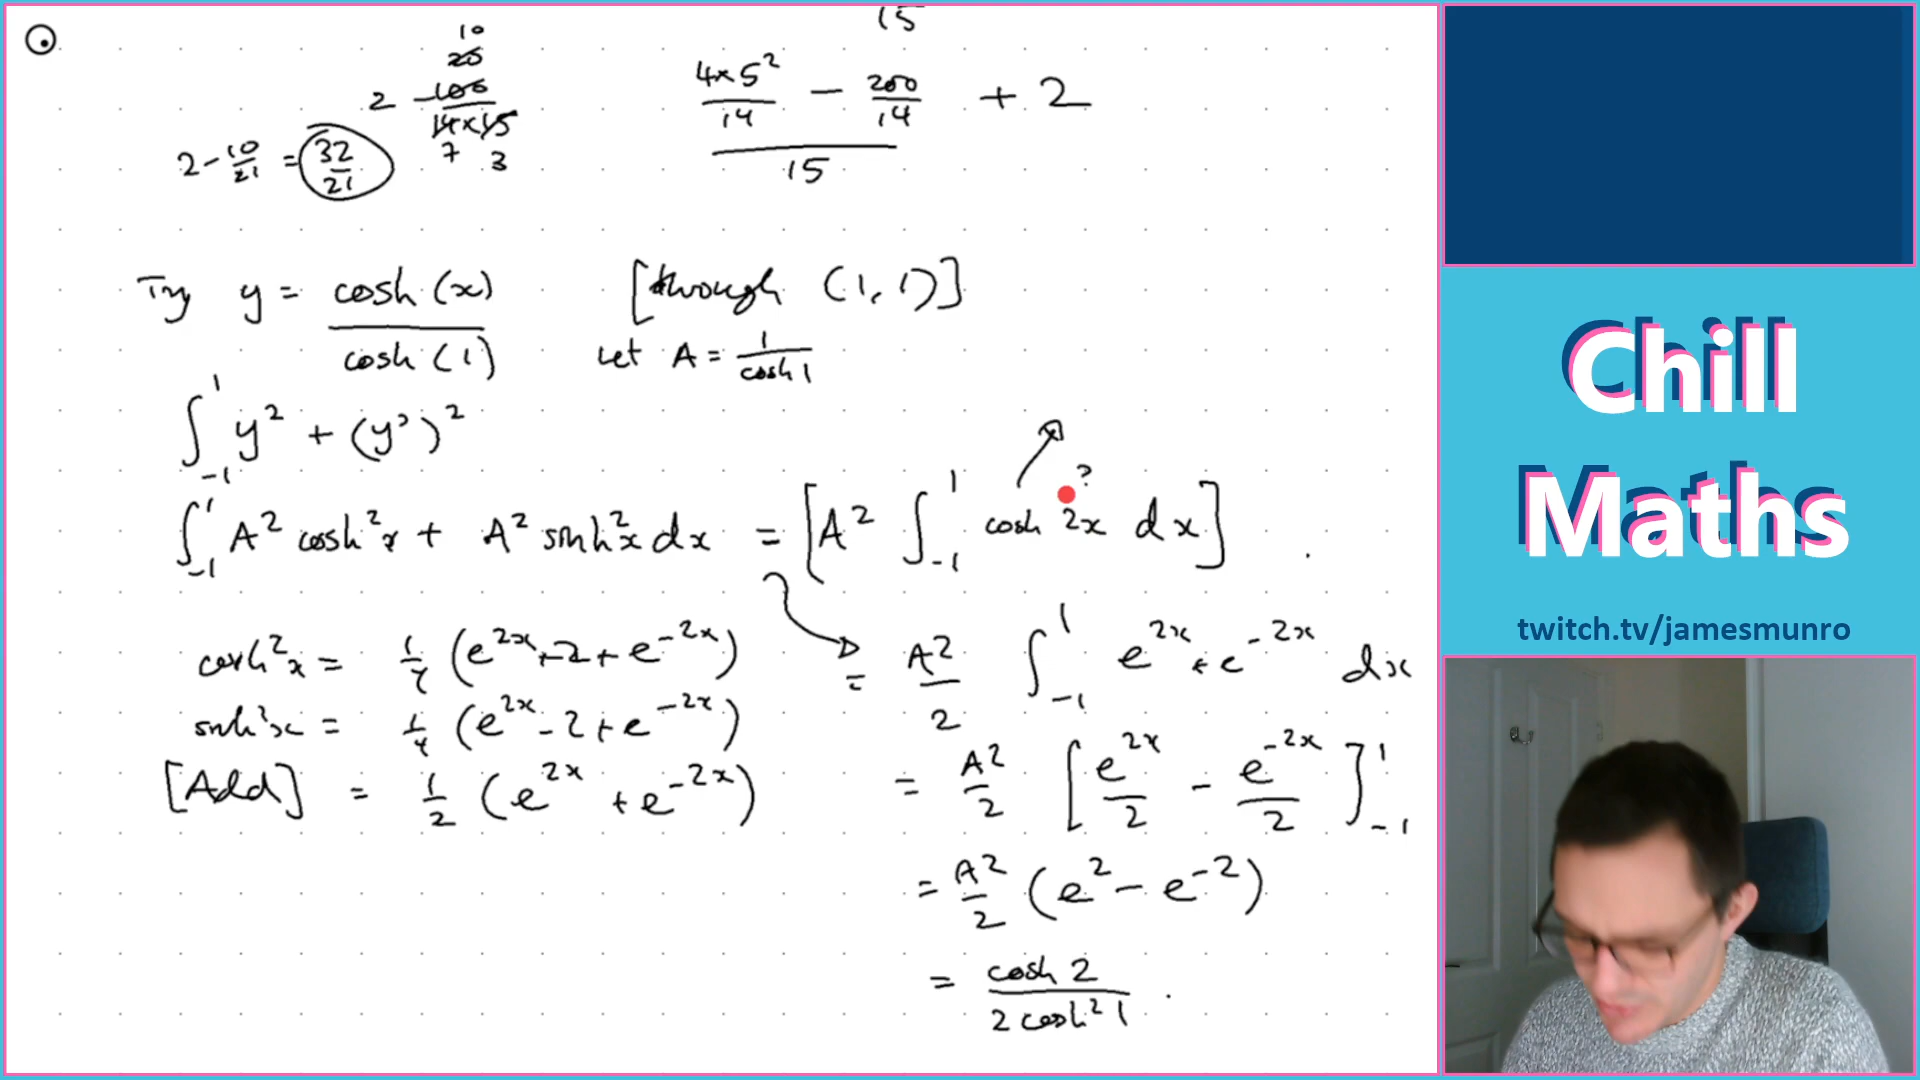 10
25
2 - 100
14×15
7 3
2 - 10/21 = 32/21
15
4×5²/14 - 200/14 + 2
15
Try y = cosh(x)/cosh(1) [through (1,1)]
Let A = 1/cosh 1
∫₋₁¹ y² + (y')²
∫₋₁¹ A² cosh²x + A² sinh²x dx = [A² ∫₋₁¹ cosh 2x dx]
?
cosh²x = 1/4 (e^{2x} + 2 + e^{-2x})
sinh²x = 1/4 (e^{2x} - 2 + e^{-2x})
[Add] = 1/2 (e^{2x} + e^{-2x})
= A²/2 ∫₋₁¹ e^{2x} + e^{-2x} dx
= A²/2 [e^{2x}/2 - e^{-2x}/2]₋₁¹
= A²/2 (e² - e^{-2})
= cosh 2/2 cosh² 1 .
Chill
Maths
twitch.tv/jamesmunro